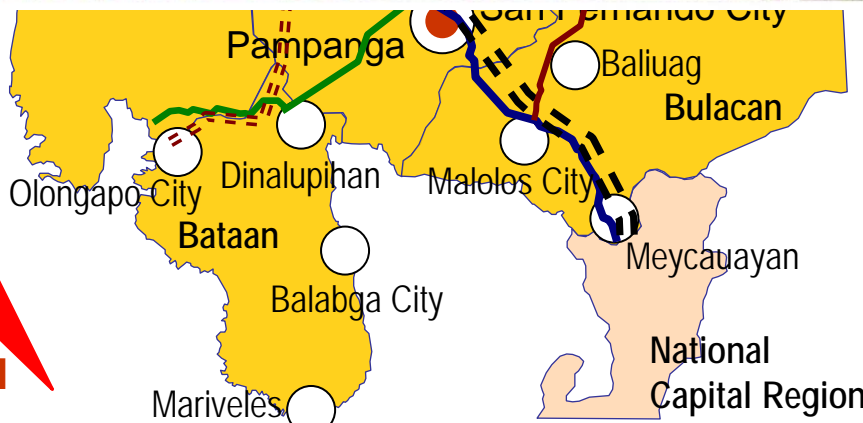 San Fernando City
Pampanga
Baliuag
Bulacan
Olongapo City
Dinalupihan
Malolos City
Bataan
Meycauayan
Balabga City
National
Capital Region
Mariveles